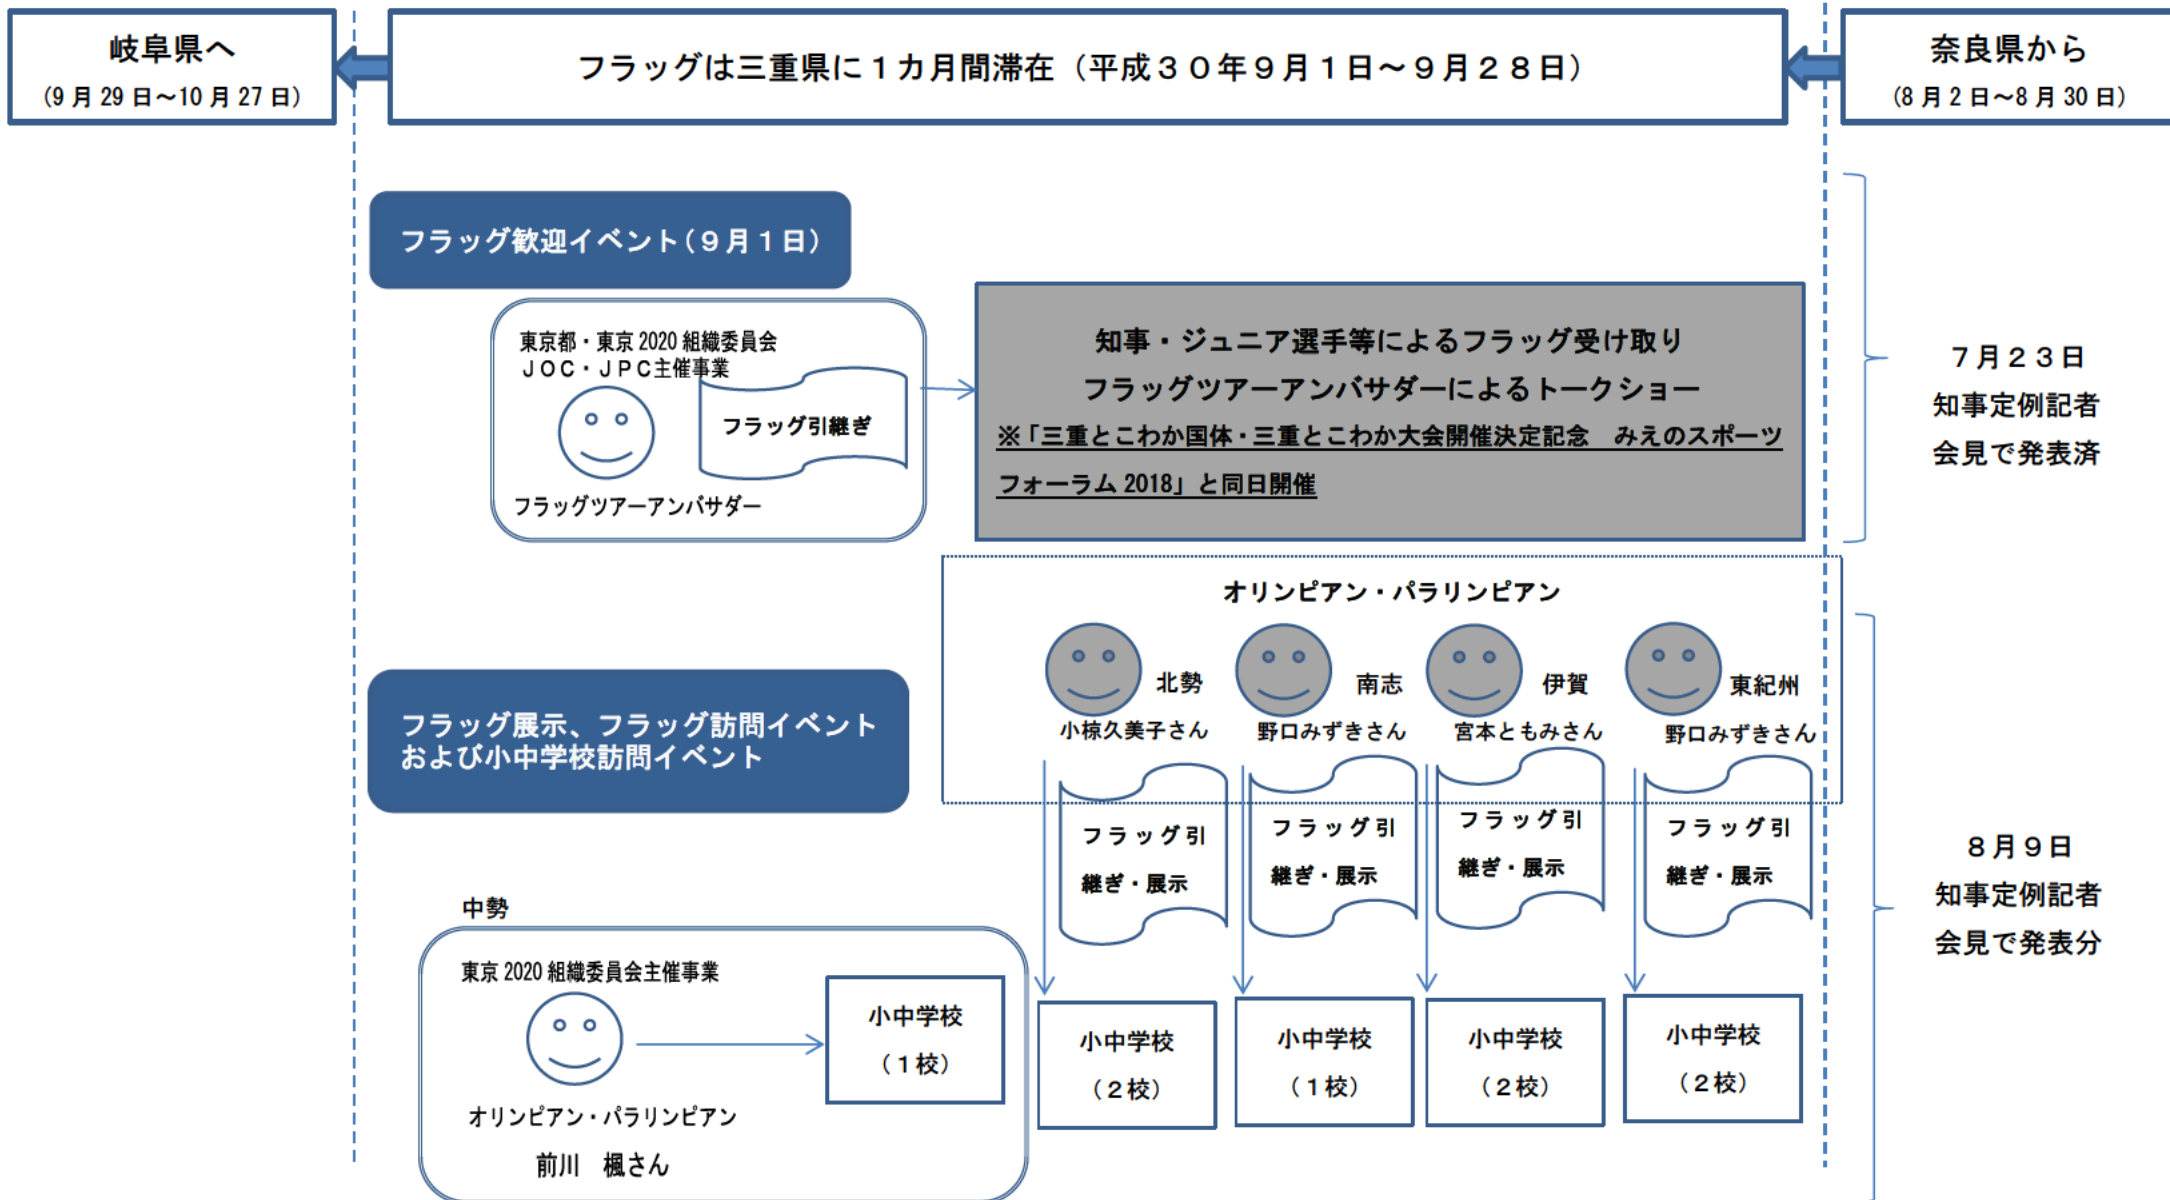 岐阜県へ
(9月29日～10月27日)
フラッグは三重県に１カ月間滞在（平成３０年９月１日～９月２８日）
奈良県から
(8月2日～8月30日)
フラッグ歓迎イベント(９月１日)
東京都・東京2020組織委員会
ＪＯＣ・ＪＰＣ主催事業
フラッグ引継ぎ
フラッグツアーアンバサダー
知事・ジュニア選手等によるフラッグ受け取り
フラッグツアーアンバサダーによるトークショー
※「三重とこわか国体・三重とこわか大会開催決定記念　みえのスポーツ
フォーラム2018」と同日開催
７月２３日
知事定例記者
会見で発表済
オリンピアン・パラリンピアン
北勢
小椋久美子さん
南志
野口みずきさん
伊賀
宮本ともみさん
東紀州
野口みずきさん
フラッグ展示、フラッグ訪問イベント
および小中学校訪問イベント
フラッグ引
継ぎ・展示
フラッグ引
継ぎ・展示
フラッグ引
継ぎ・展示
フラッグ引
継ぎ・展示
８月９日
知事定例記者
会見で発表分
中勢
東京2020組織委員会主催事業
オリンピアン・パラリンピアン
前川　楓さん
小中学校
（１校）
小中学校
（２校）
小中学校
（１校）
小中学校
（２校）
小中学校
（２校）